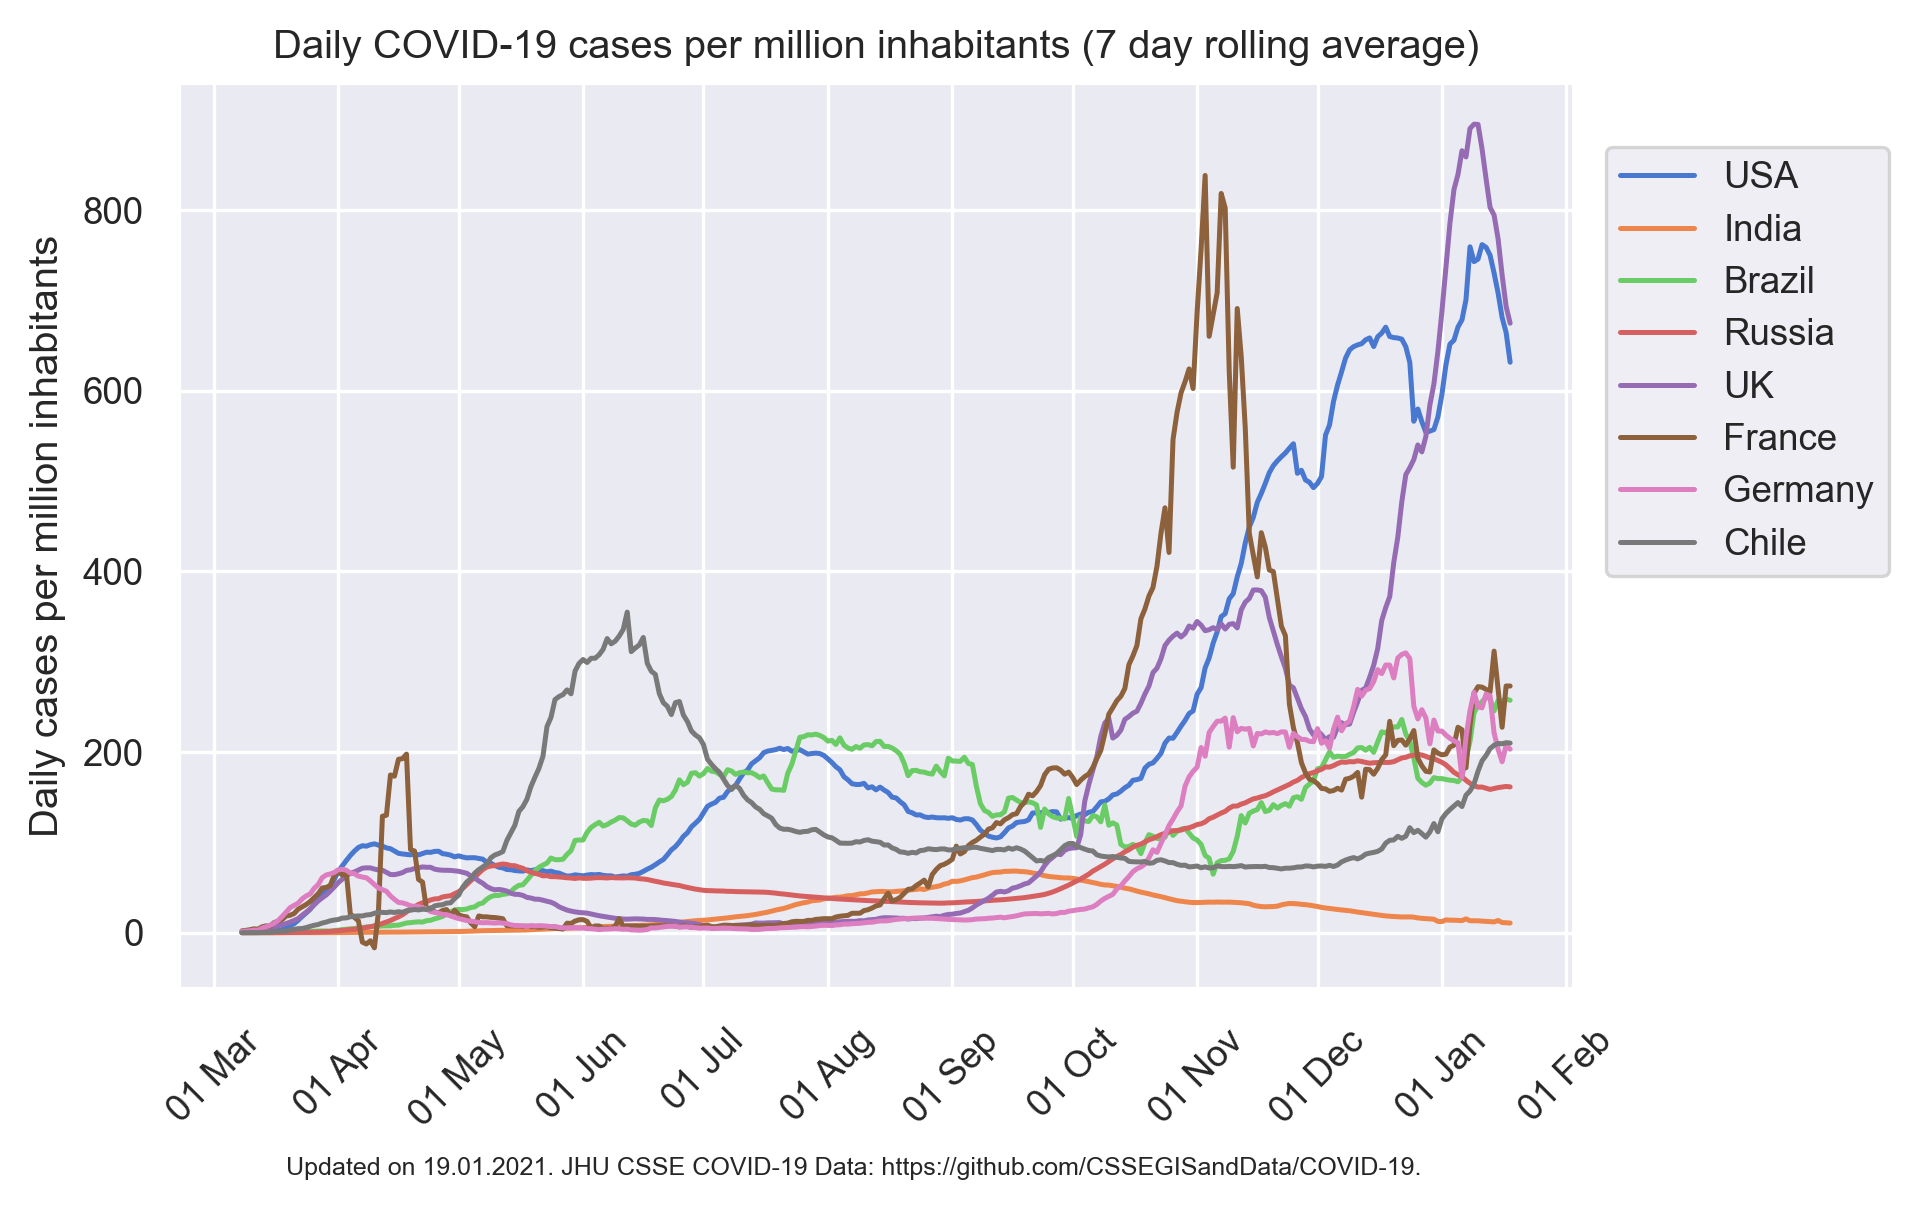 Daily COVID-19 cases per million inhabitants (7 day rolling average)
Daily cases per million inhabitants
800
600
400
200
0
01 Mar
01 Apr
01 May
01 Jun
01 Jul
01 Aug
01 Sep
01 Oct
01 Nov
01 Dec
01 Jan
01 Feb
USA
India
Brazil
Russia
UK
France
Germany
Chile
Updated on 19.01.2021. JHU CSSE COVID-19 Data: https://github.com/CSSEGISandData/COVID-19.